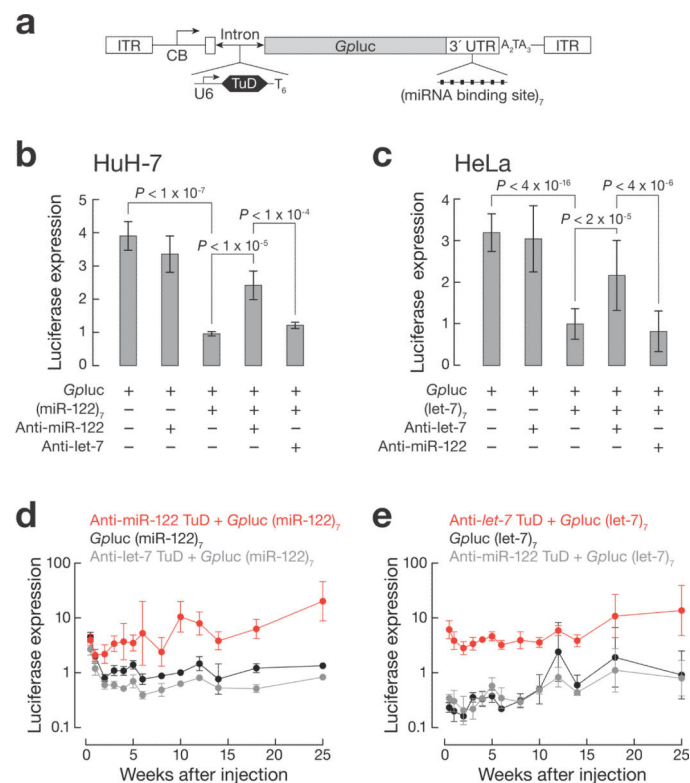 a
ITR
CB
Intron
Gpluc
3´ UTR
A₂TA₃
ITR
U6
TuD
T₆
(miRNA binding site)₇
b HuH-7
P < 1 x 10⁻⁷
P < 1 x 10⁻⁵
P < 1 x 10⁻⁴
Luciferase expression
5
4
3
2
1
0
Gpluc + + + + +
(miR-122)₇ – – + + +
Anti-miR-122 – + – + –
Anti-let-7 – – – – +
c HeLa
P < 4 x 10⁻¹⁶
P < 2 x 10⁻⁵
P < 4 x 10⁻⁶
Luciferase expression
4
3
2
1
0
Gpluc + + + + +
(let-7)₇ – – + + +
Anti-let-7 – + – + –
Anti-miR-122 – – – – +
d
Anti-miR-122 TuD + Gpluc (miR-122)₇
Gpluc (miR-122)₇
Anti-let-7 TuD + Gpluc (miR-122)₇
Luciferase expression
100
10
1
0.1
0 5 10 15 20 25
Weeks after injection
e
Anti-let-7 TuD + Gpluc (let-7)₇
Gpluc (let-7)₇
Anti-miR-122 TuD + Gpluc (let-7)₇
Luciferase expression
100
10
1
0.1
0 5 10 15 20 25
Weeks after injection